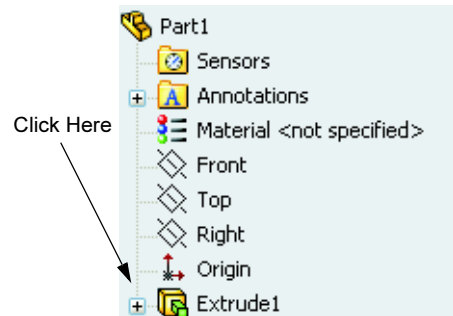 Part1
Sensors
A Annotations
Click Here
Material <not specified>
Front
Top
Right
Origin
Extrude1